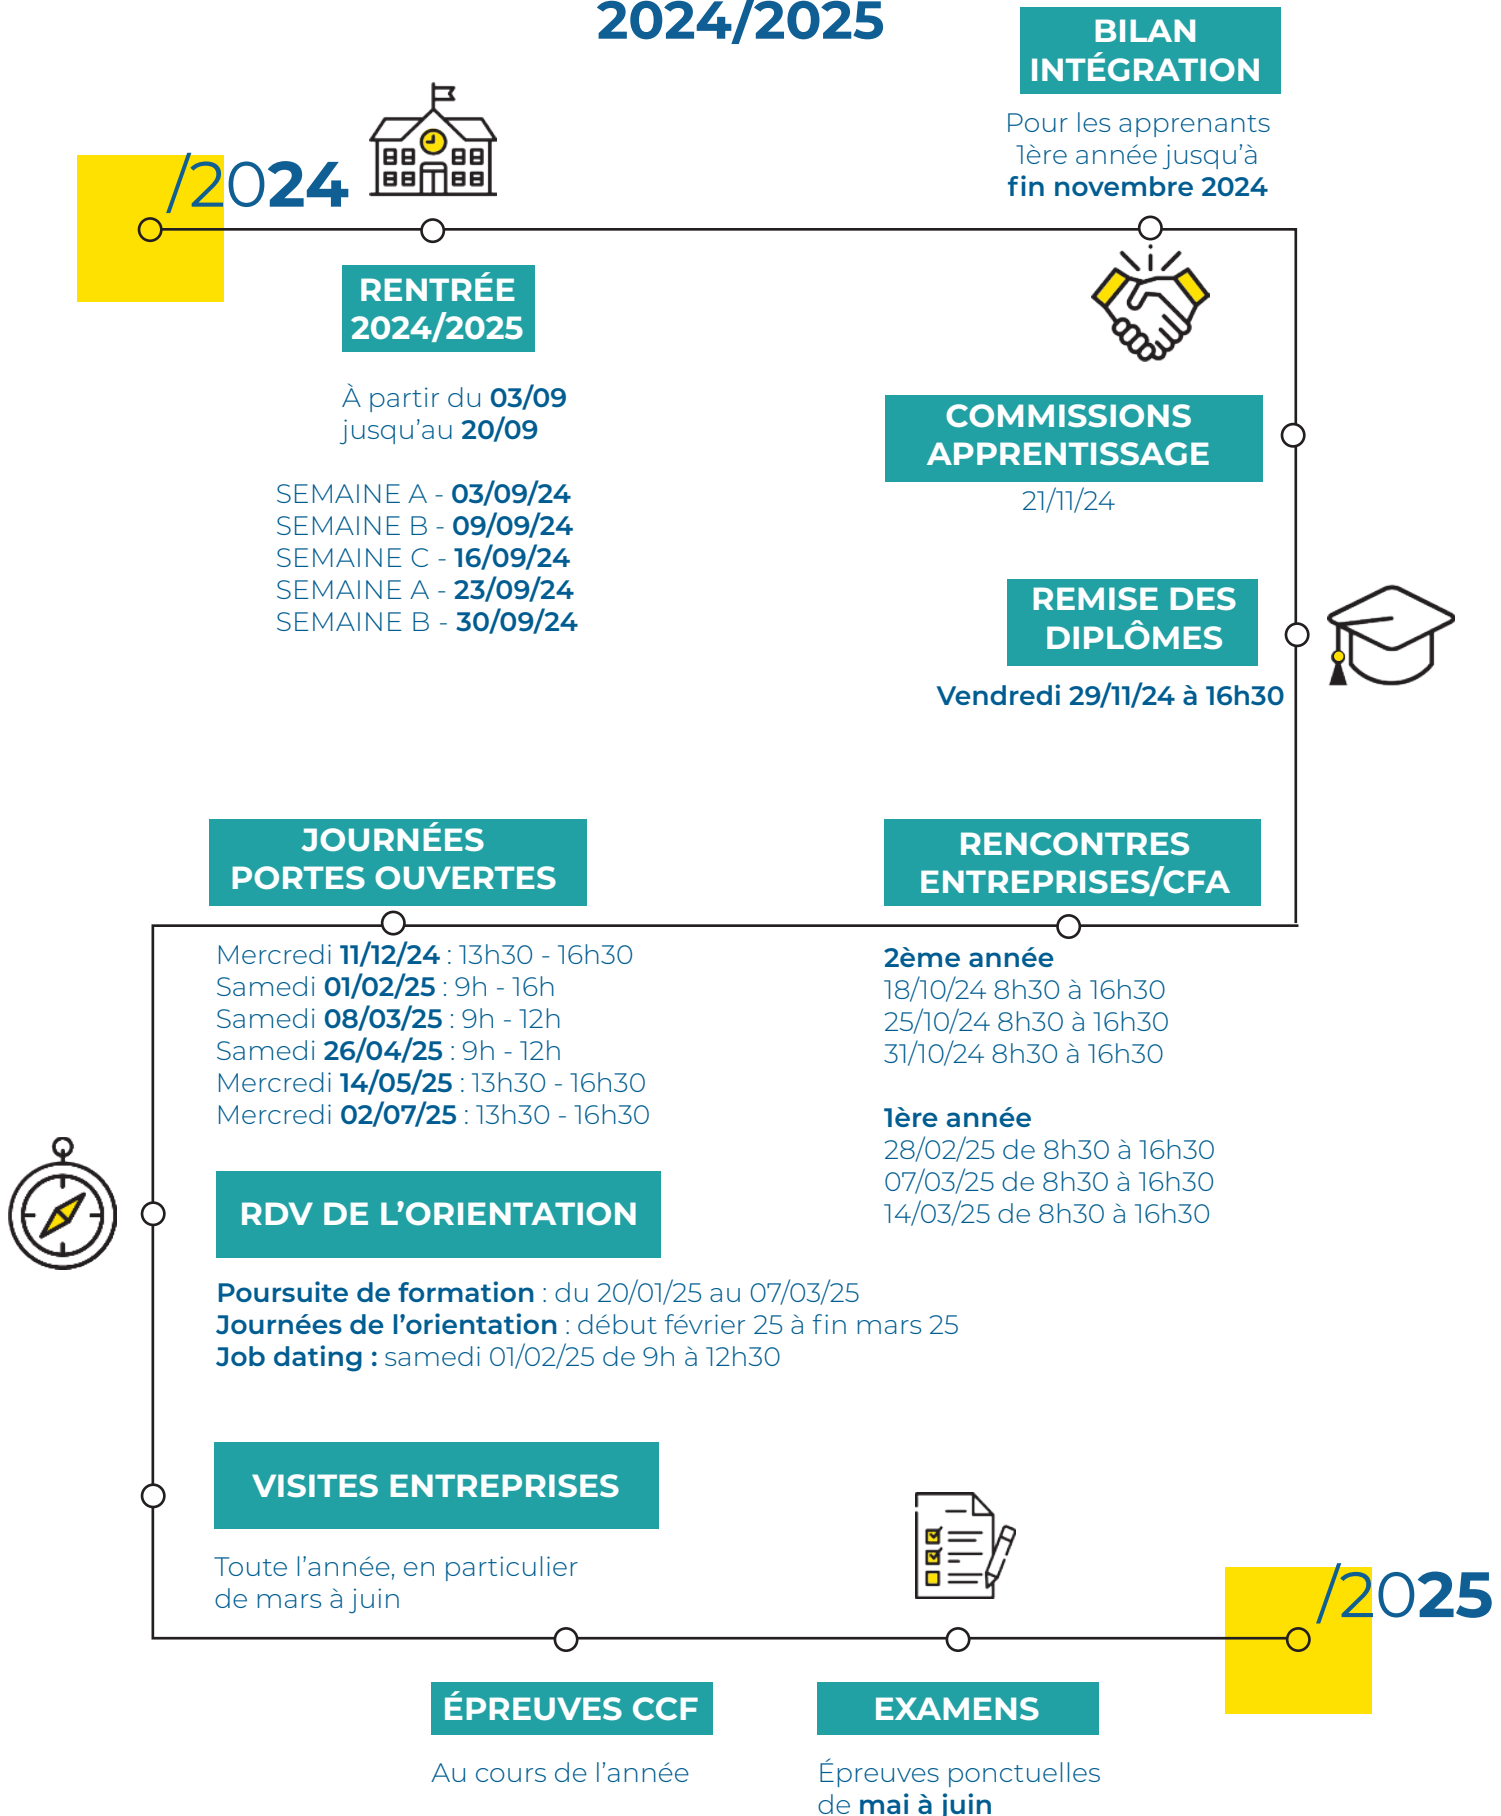 2024/2025
/2024
BILAN
INTÉGRATION
Pour les apprenants
1ère année jusqu'à
fin novembre 2024
RENTRÉE
2024/2025
À partir du 03/09
jusqu'au 20/09
SEMAINE A - 03/09/24
SEMAINE B - 09/09/24
SEMAINE C - 16/09/24
SEMAINE A - 23/09/24
SEMAINE B - 30/09/24
COMMISSIONS
APPRENTISSAGE
21/11/24
REMISE DES
DIPLÔMES
Vendredi 29/11/24 à 16h30
RENCONTRES
ENTREPRISES/CFA
2ème année
18/10/24 8h30 à 16h30
25/10/24 8h30 à 16h30
31/10/24 8h30 à 16h30
1ère année
28/02/25 de 8h30 à 16h30
07/03/25 de 8h30 à 16h30
14/03/25 de 8h30 à 16h30
JOURNÉES
PORTES OUVERTES
Mercredi 11/12/24 : 13h30 - 16h30
Samedi 01/02/25 : 9h - 16h
Samedi 08/03/25 : 9h - 12h
Samedi 26/04/25 : 9h - 12h
Mercredi 14/05/25 : 13h30 - 16h30
Mercredi 02/07/25 : 13h30 - 16h30
RDV DE L'ORIENTATION
Poursuite de formation : du 20/01/25 au 07/03/25
Journées de l'orientation : début février 25 à fin mars 25
Job dating : samedi 01/02/25 de 9h à 12h30
VISITES ENTREPRISES
Toute l'année, en particulier
de mars à juin
ÉPREUVES CCF
Au cours de l'année
EXAMENS
Épreuves ponctuelles
de mai à juin
/2025